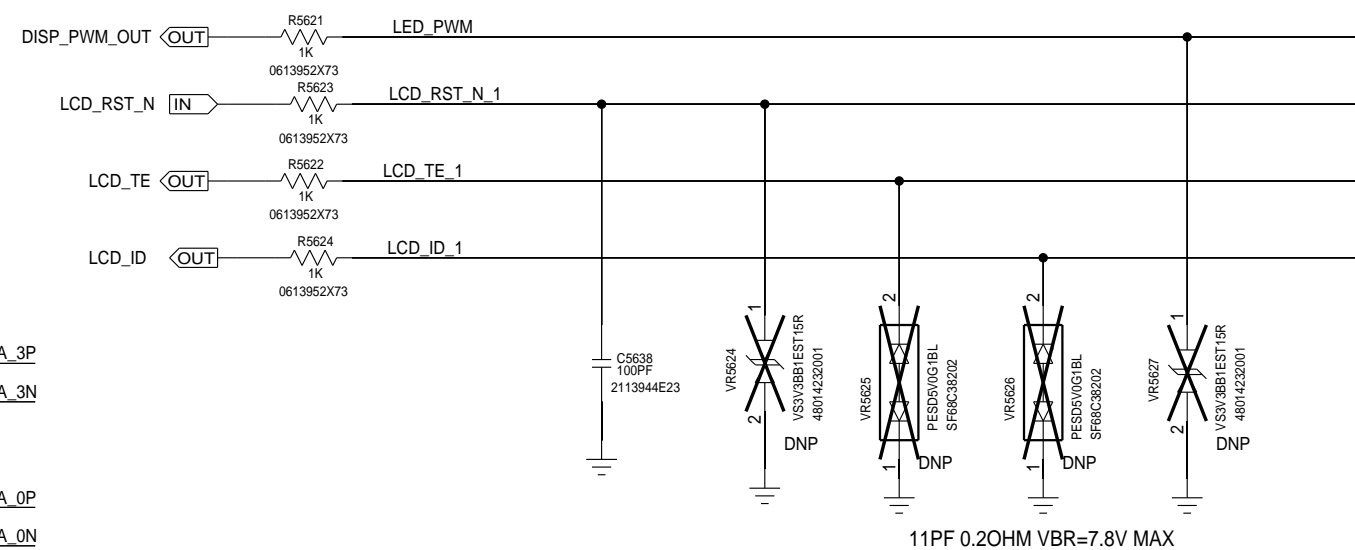 R5621
DISP_PWM_OUT OUT LED_PWM
1K
0613952X73
R5623
LCD_RST_N IN LCD_RST_N_1
1K
0613952X73
R5622
LCD_TE OUT LCD_TE_1
1K
0613952X73
R5624
LCD_ID OUT LCD_ID_1
1K
0613952X73
A_3P
A_3N
A_0P
A_0N
C5638
100PF
2113944E23
1
VR5624
VS3V3BB1EST15R
48014232001
2
DNP
2
VR5625
PESD5V0G1BL
SF68C38202
1
DNP
2
VR5626
PESD5V0G1BL
SF68C38202
1
DNP
1
VR5627
VS3V3BB1EST15R
48014232001
2
DNP
11PF 0.2OHM VBR=7.8V MAX